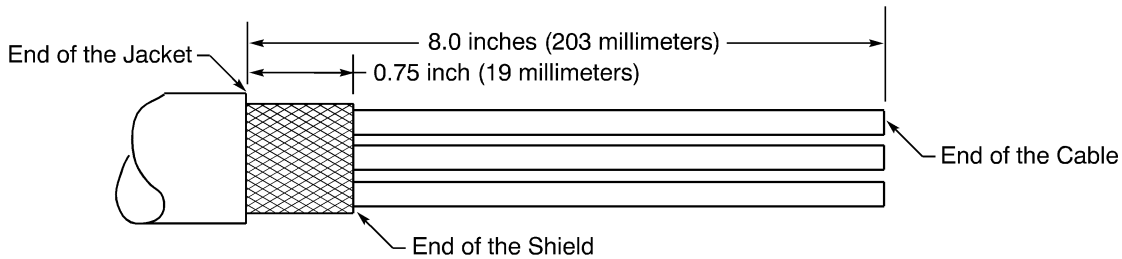 8.0 inches (203 millimeters)
End of the Jacket
0.75 inch (19 millimeters)
End of the Cable
End of the Shield